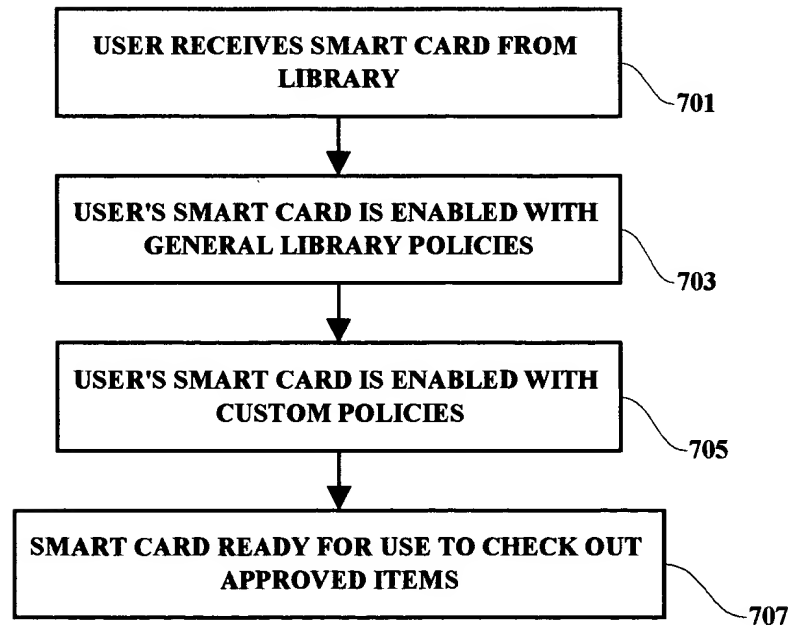 USER RECEIVES SMART CARD FROM
LIBRARY
701
USER'S SMART CARD IS ENABLED WITH
GENERAL LIBRARY POLICIES
703
USER'S SMART CARD IS ENABLED WITH
CUSTOM POLICIES
705
SMART CARD READY FOR USE TO CHECK OUT
APPROVED ITEMS
707